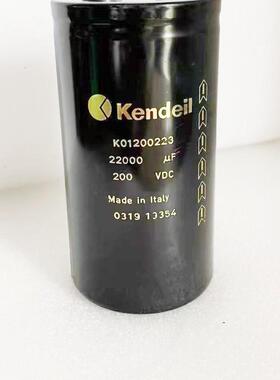 Kendeil
K01200223
22000 µF
200 VDC
Made in Italy
0319 13354